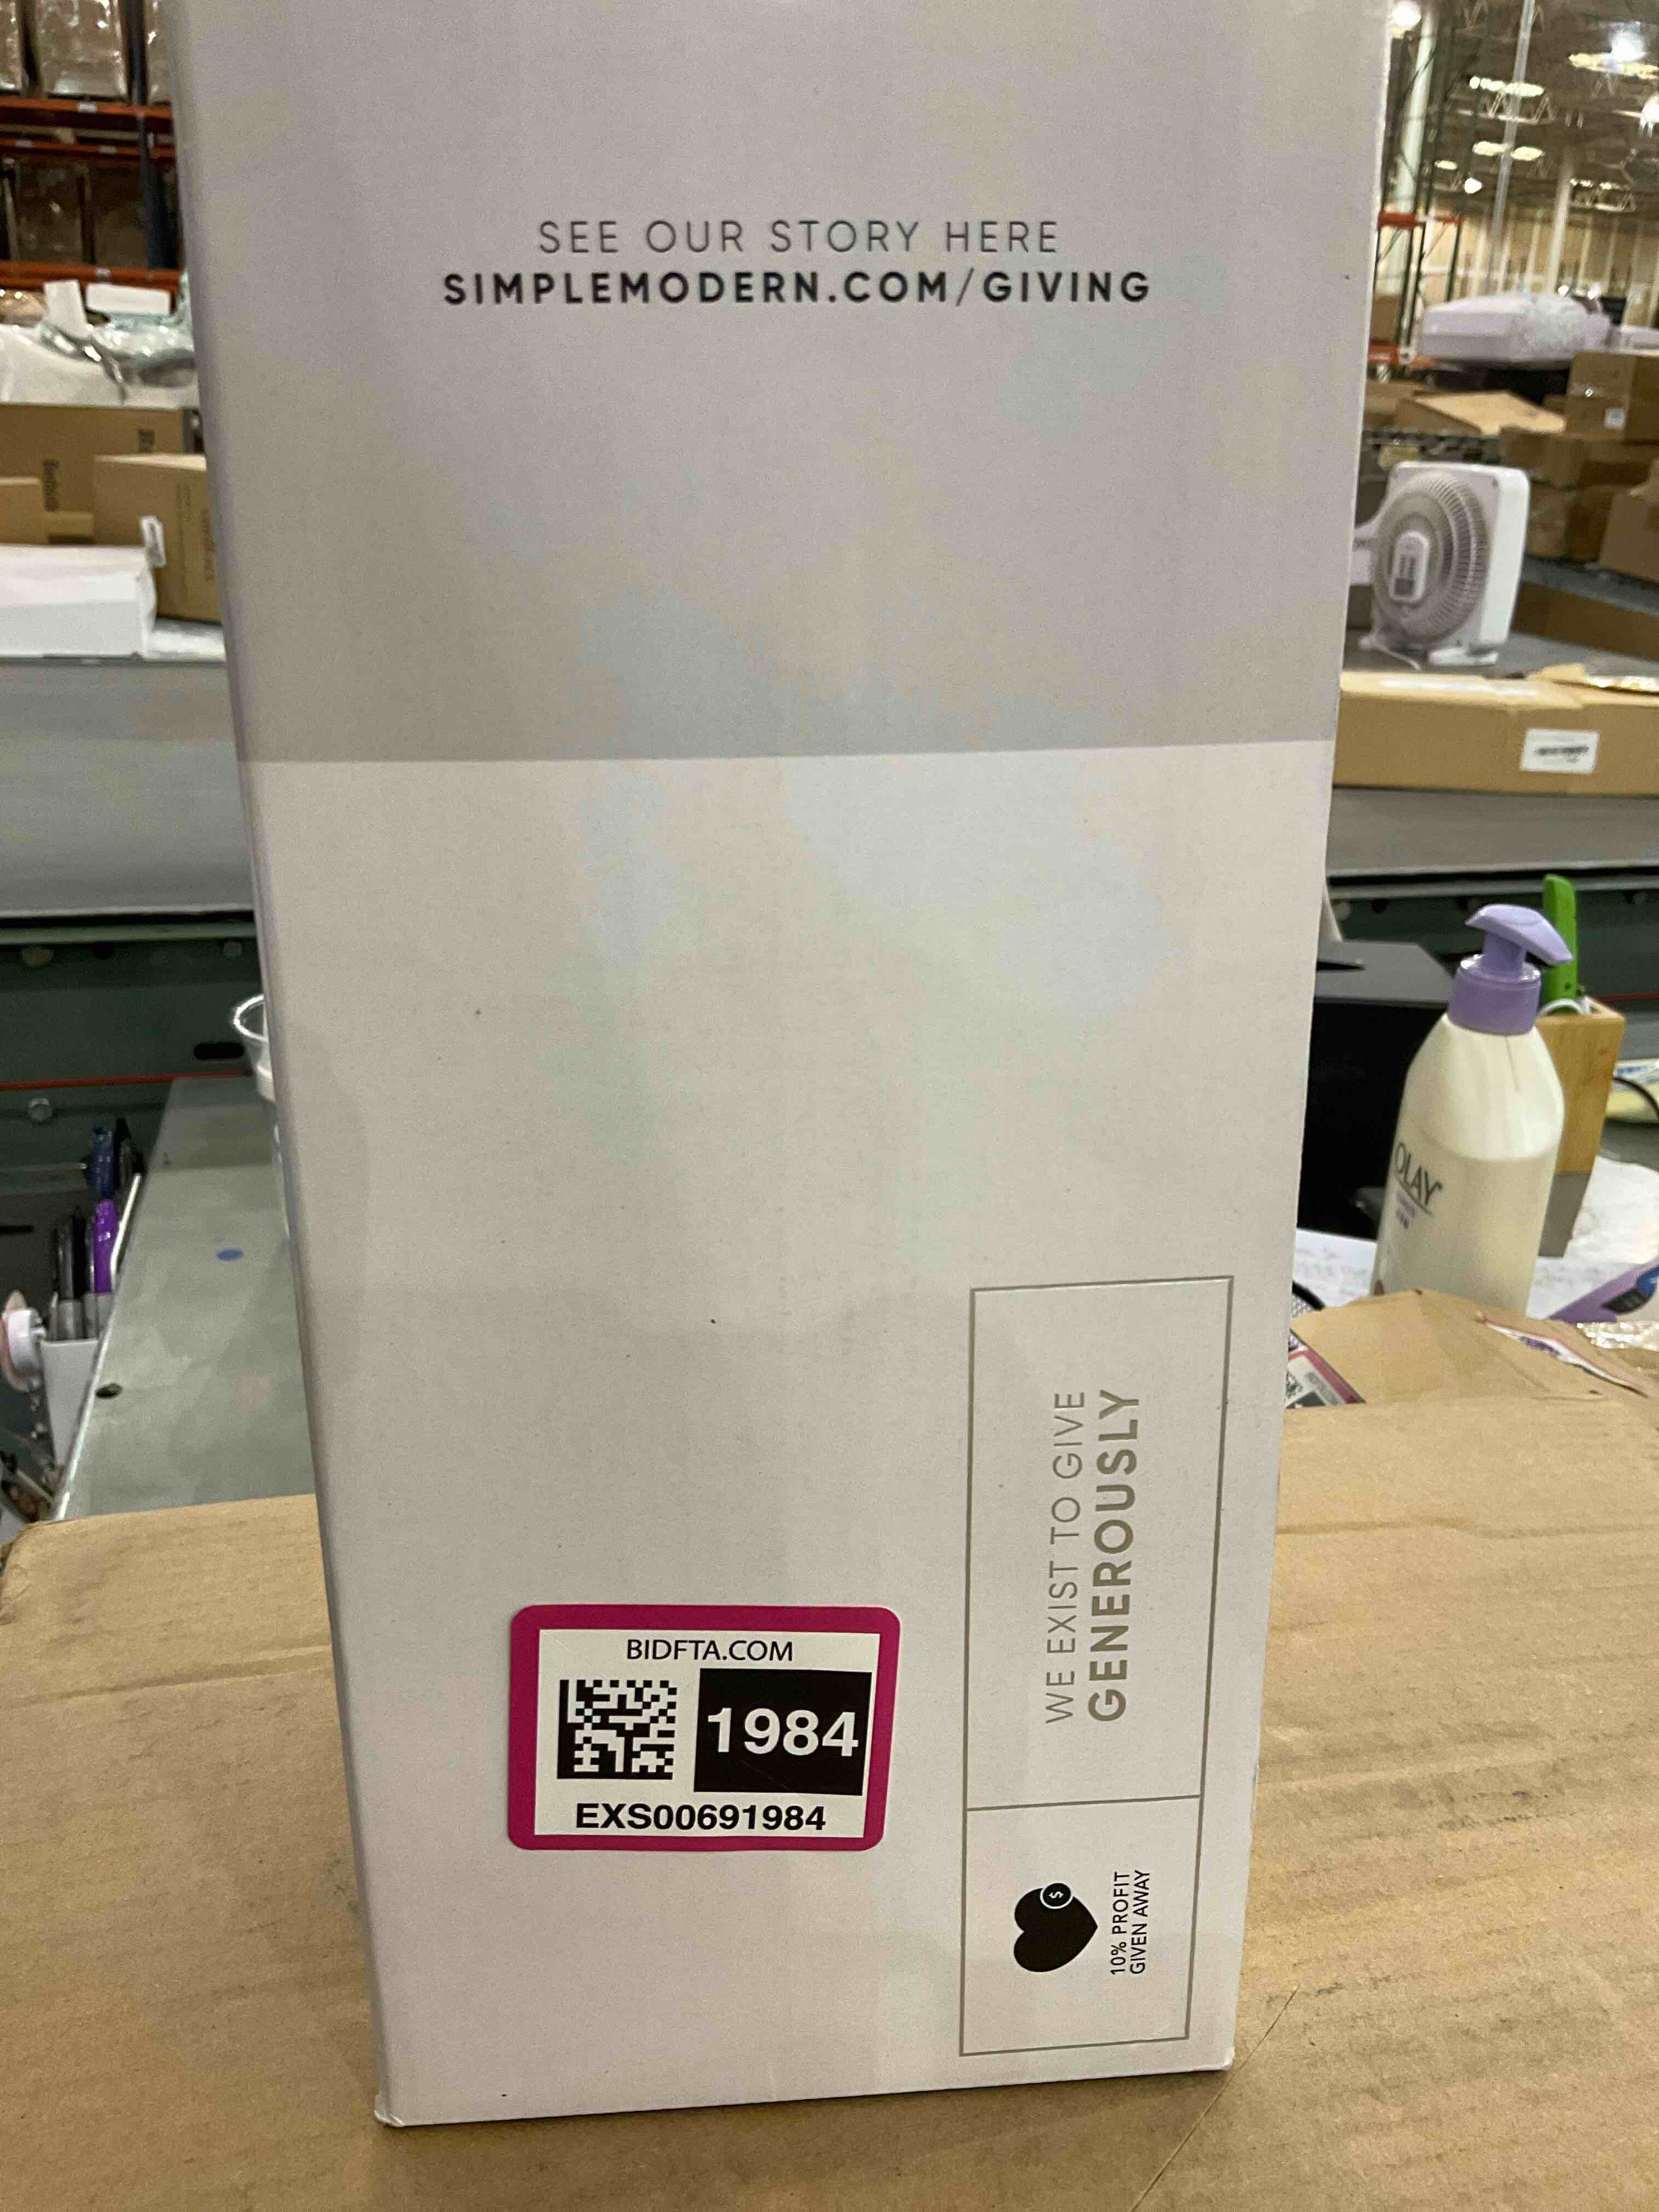 SEE OUR STORY HERE
SIMPLEMODERN.COM/GIVING
WE EXIST TO GIVE
GENEROUSLY
BIDFTA.COM
1984
EXS00691984
$
10% PROFIT
GIVEN AWAY
OLAY